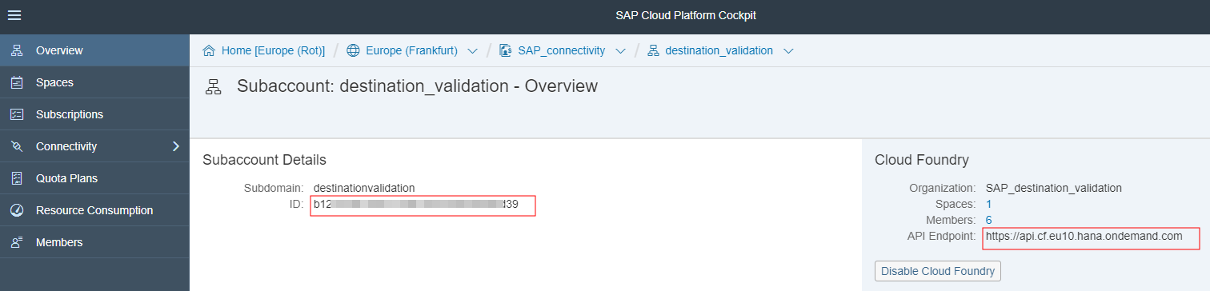 SAP Cloud Platform Cockpit
Overview
Spaces
Subscriptions
Connectivity
Quota Plans
Resource Consumption
Members
Home [Europe (Rot)] / Europe (Frankfurt) / SAP_connectivity / destination_validation
Subaccount: destination_validation - Overview
Subaccount Details
Subdomain: destinationvalidation
ID: b12
Cloud Foundry
Organization: SAP_destination_validation
Spaces: 1
Members: 6
API Endpoint: https://api.cf.eu10.hana.ondemand.com
Disable Cloud Foundry